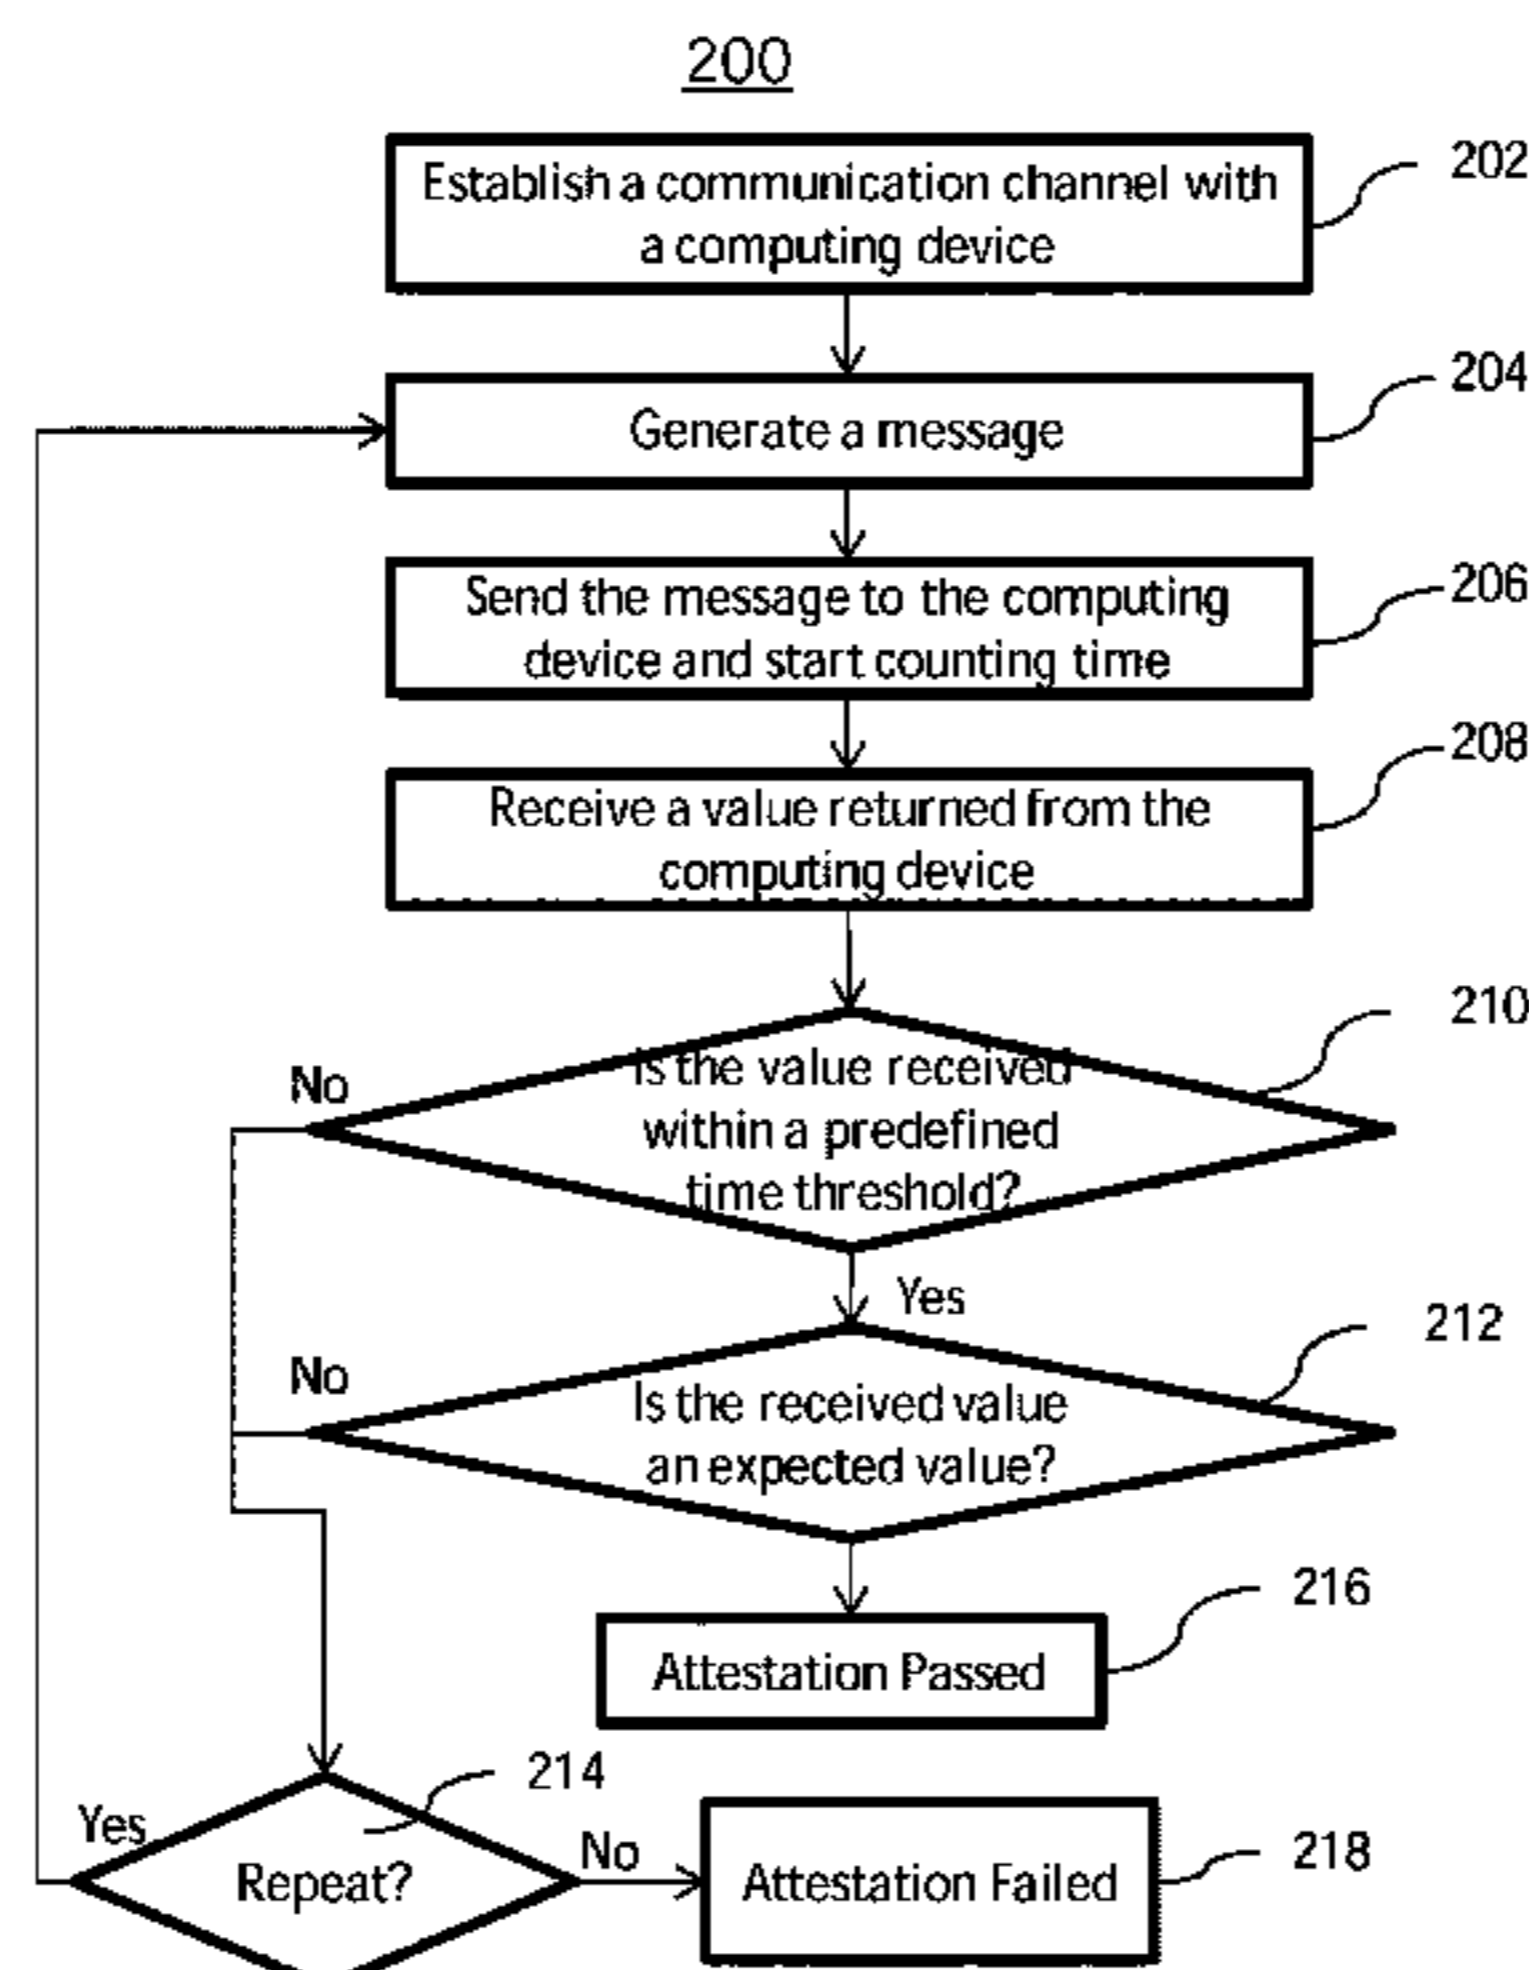 200
Establish a communication channel with
a computing device
202
Generate a message
204
Send the message to the computing
device and start counting time
206
Receive a value returned from the
computing device
208
Is the value received
within a predefined
time threshold?
210
No
Yes
Is the received value
an expected value?
212
No
Attestation Passed
216
Repeat?
214
Yes
No
Attestation Failed
218